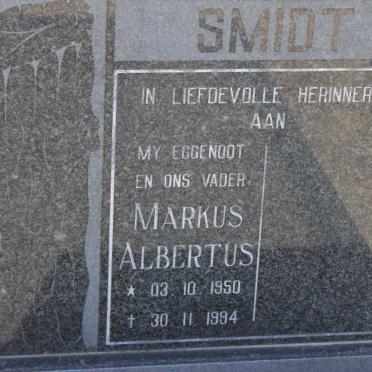 SMIDT
IN LIEFDEVOLLE HERINNER
AAN
MY EGGENOOT
EN ONS VADER
MARKUS
ALBERTUS
* 03. 10. 1950
† 30. 11. 1994